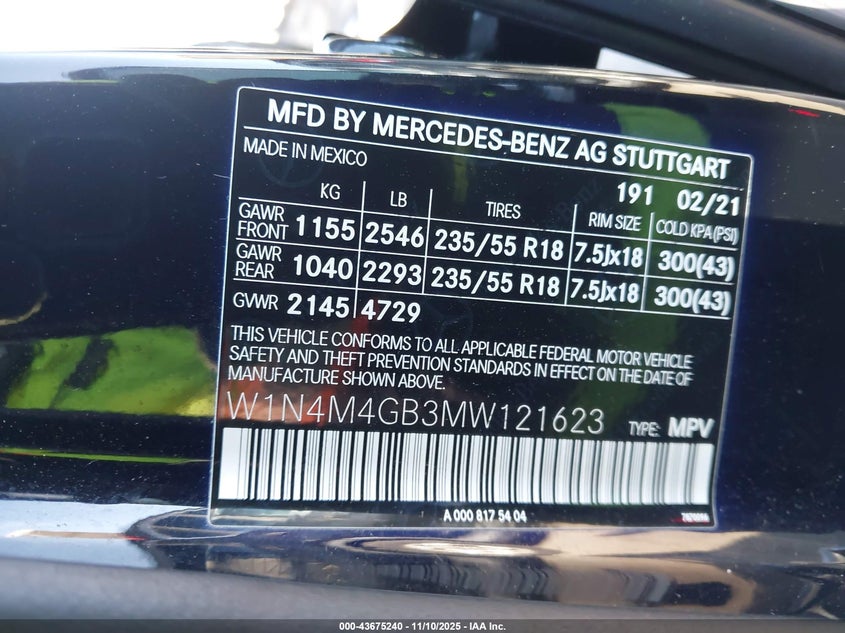 MFD BY MERCEDES-BENZ AG STUTTGART
MADE IN MEXICO 191 02/21
KG LB TIRES RIM SIZE COLD KPA(PSI)
GAWR FRONT 1155 2546 235/55 R18 7.5Jx18 300(43)
GAWR REAR 1040 2293 235/55 R18 7.5Jx18 300(43)
GVWR 2145 4729
THIS VEHICLE CONFORMS TO ALL APPLICABLE FEDERAL MOTOR VEHICLE
SAFETY AND THEFT PREVENTION STANDARDS IN EFFECT ON THE DATE OF
MANUFACTURE SHOWN ABOVE.
W1N4M4GB3MW121623 TYPE: MPV
A 000 817 54 04
000-43675240 - 11/10/2025 - IAA Inc.